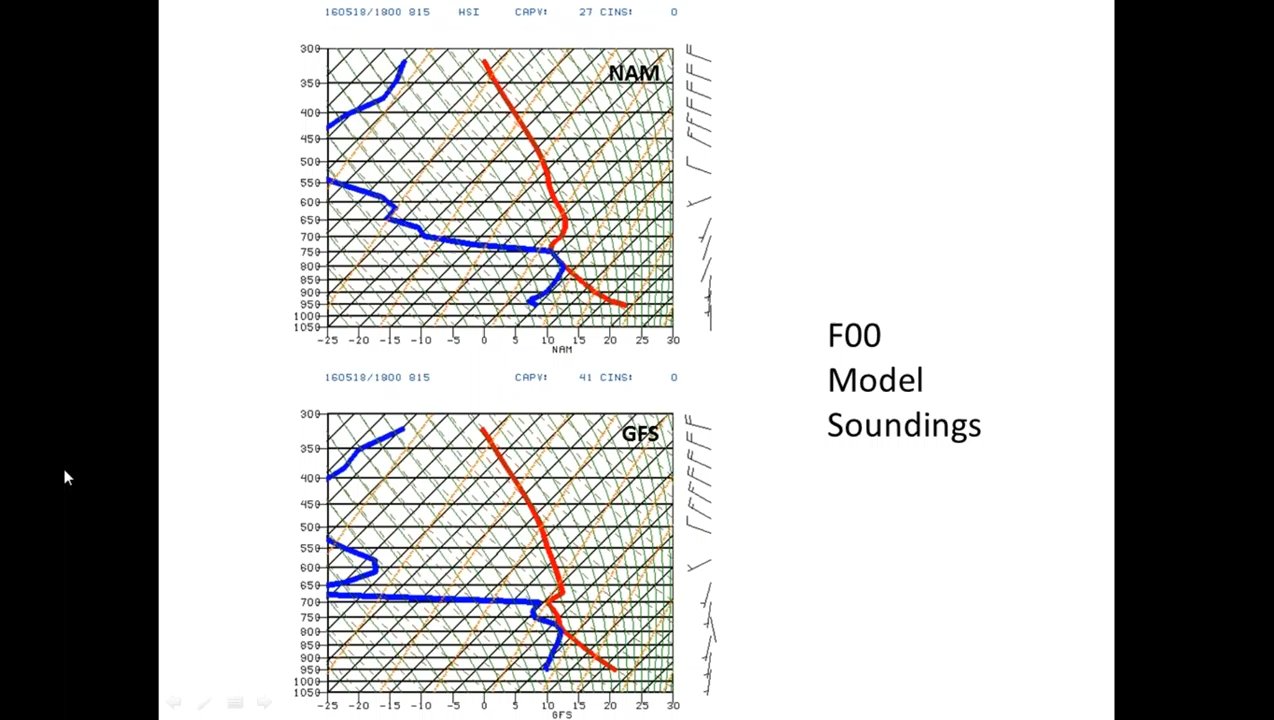 160518/1800 815 HSI CAPV: 27 CINS: 0
NAM
300
350
400
450
500
550
600
650
700
750
800
850
900
950
1000
1050
-25 -20 -15 -10 -5 0 5 10 15 20 25 30
NAM
F00
Model
Soundings
160518/1800 815 CAPV: 41 CINS: 0
GFS
300
350
400
450
500
550
600
650
700
750
800
850
900
950
1000
1050
-25 -20 -15 -10 -5 0 5 10 15 20 25 30
GFS